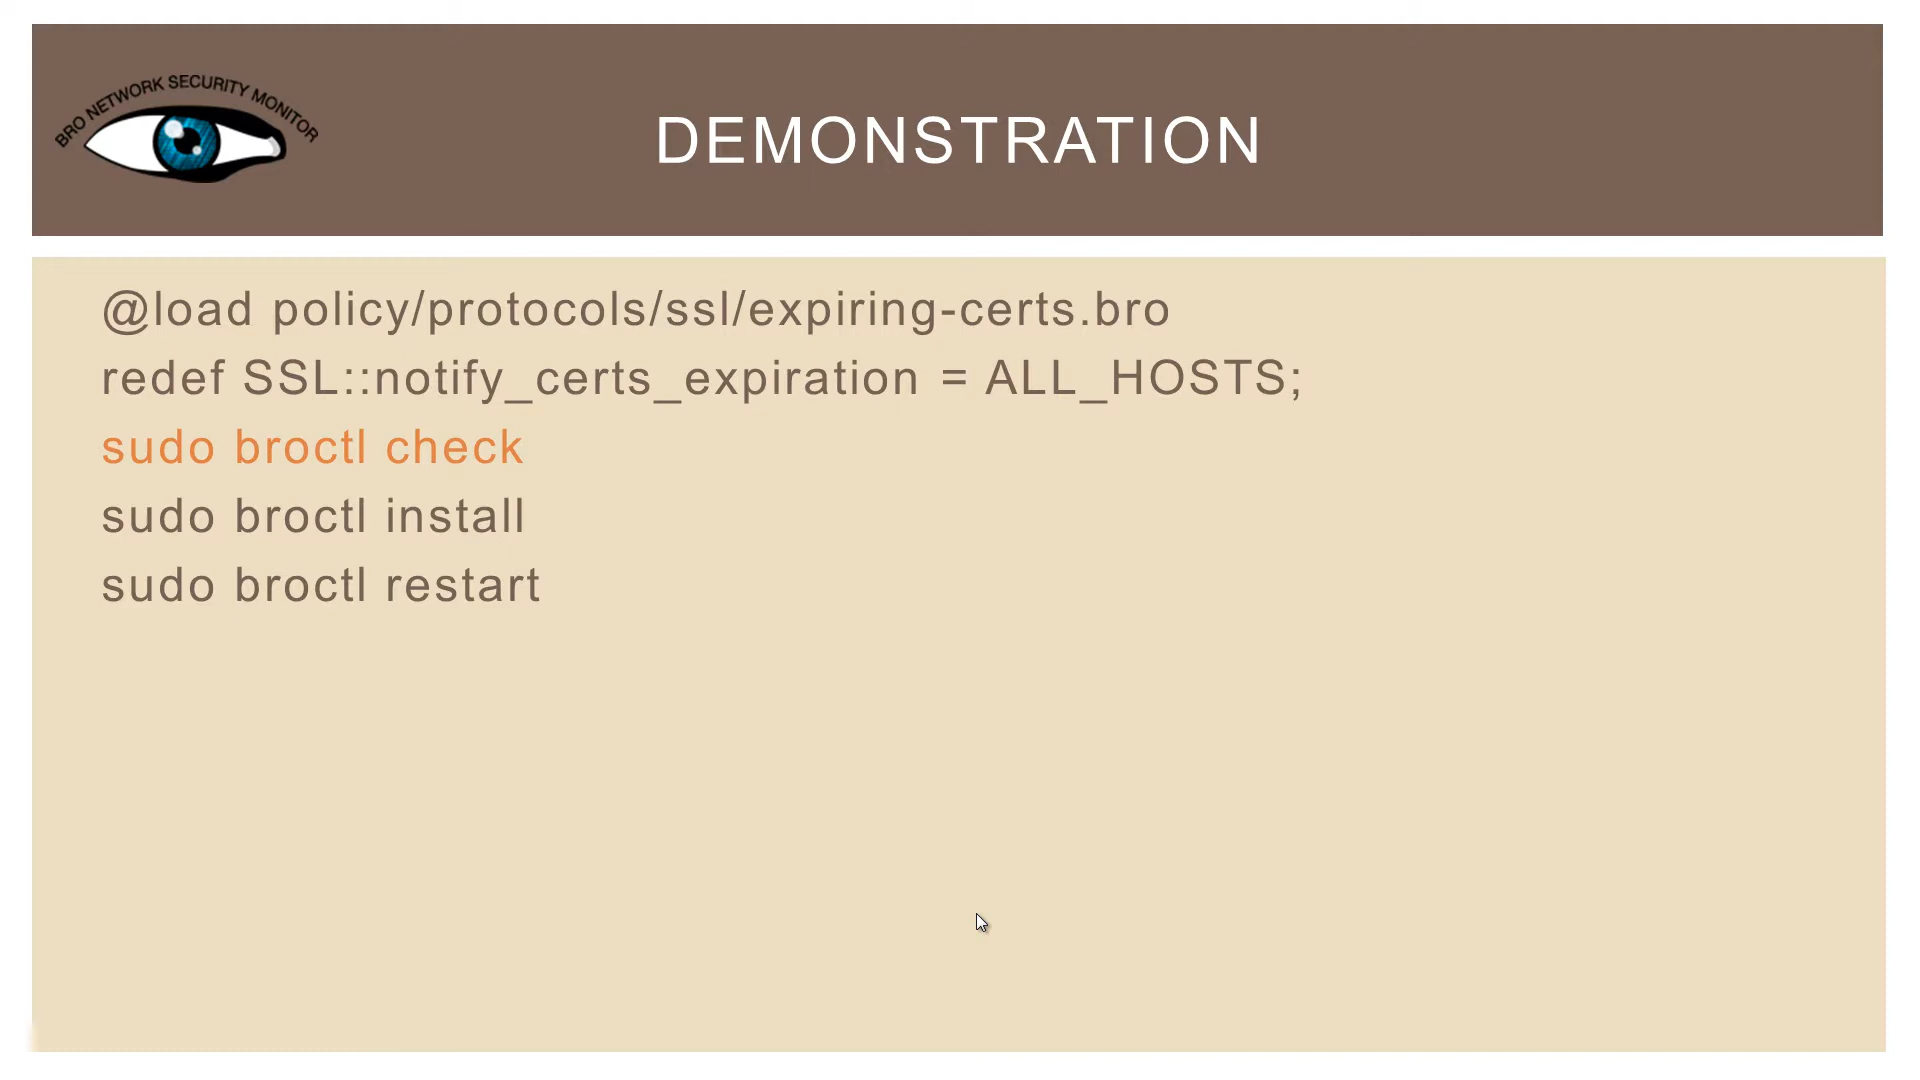 BRO NETWORK SECURITY MONITOR
DEMONSTRATION
@load policy/protocols/ssl/expiring-certs.bro
redef SSL::notify_certs_expiration = ALL_HOSTS;
sudo broctl check
sudo broctl install
sudo broctl restart